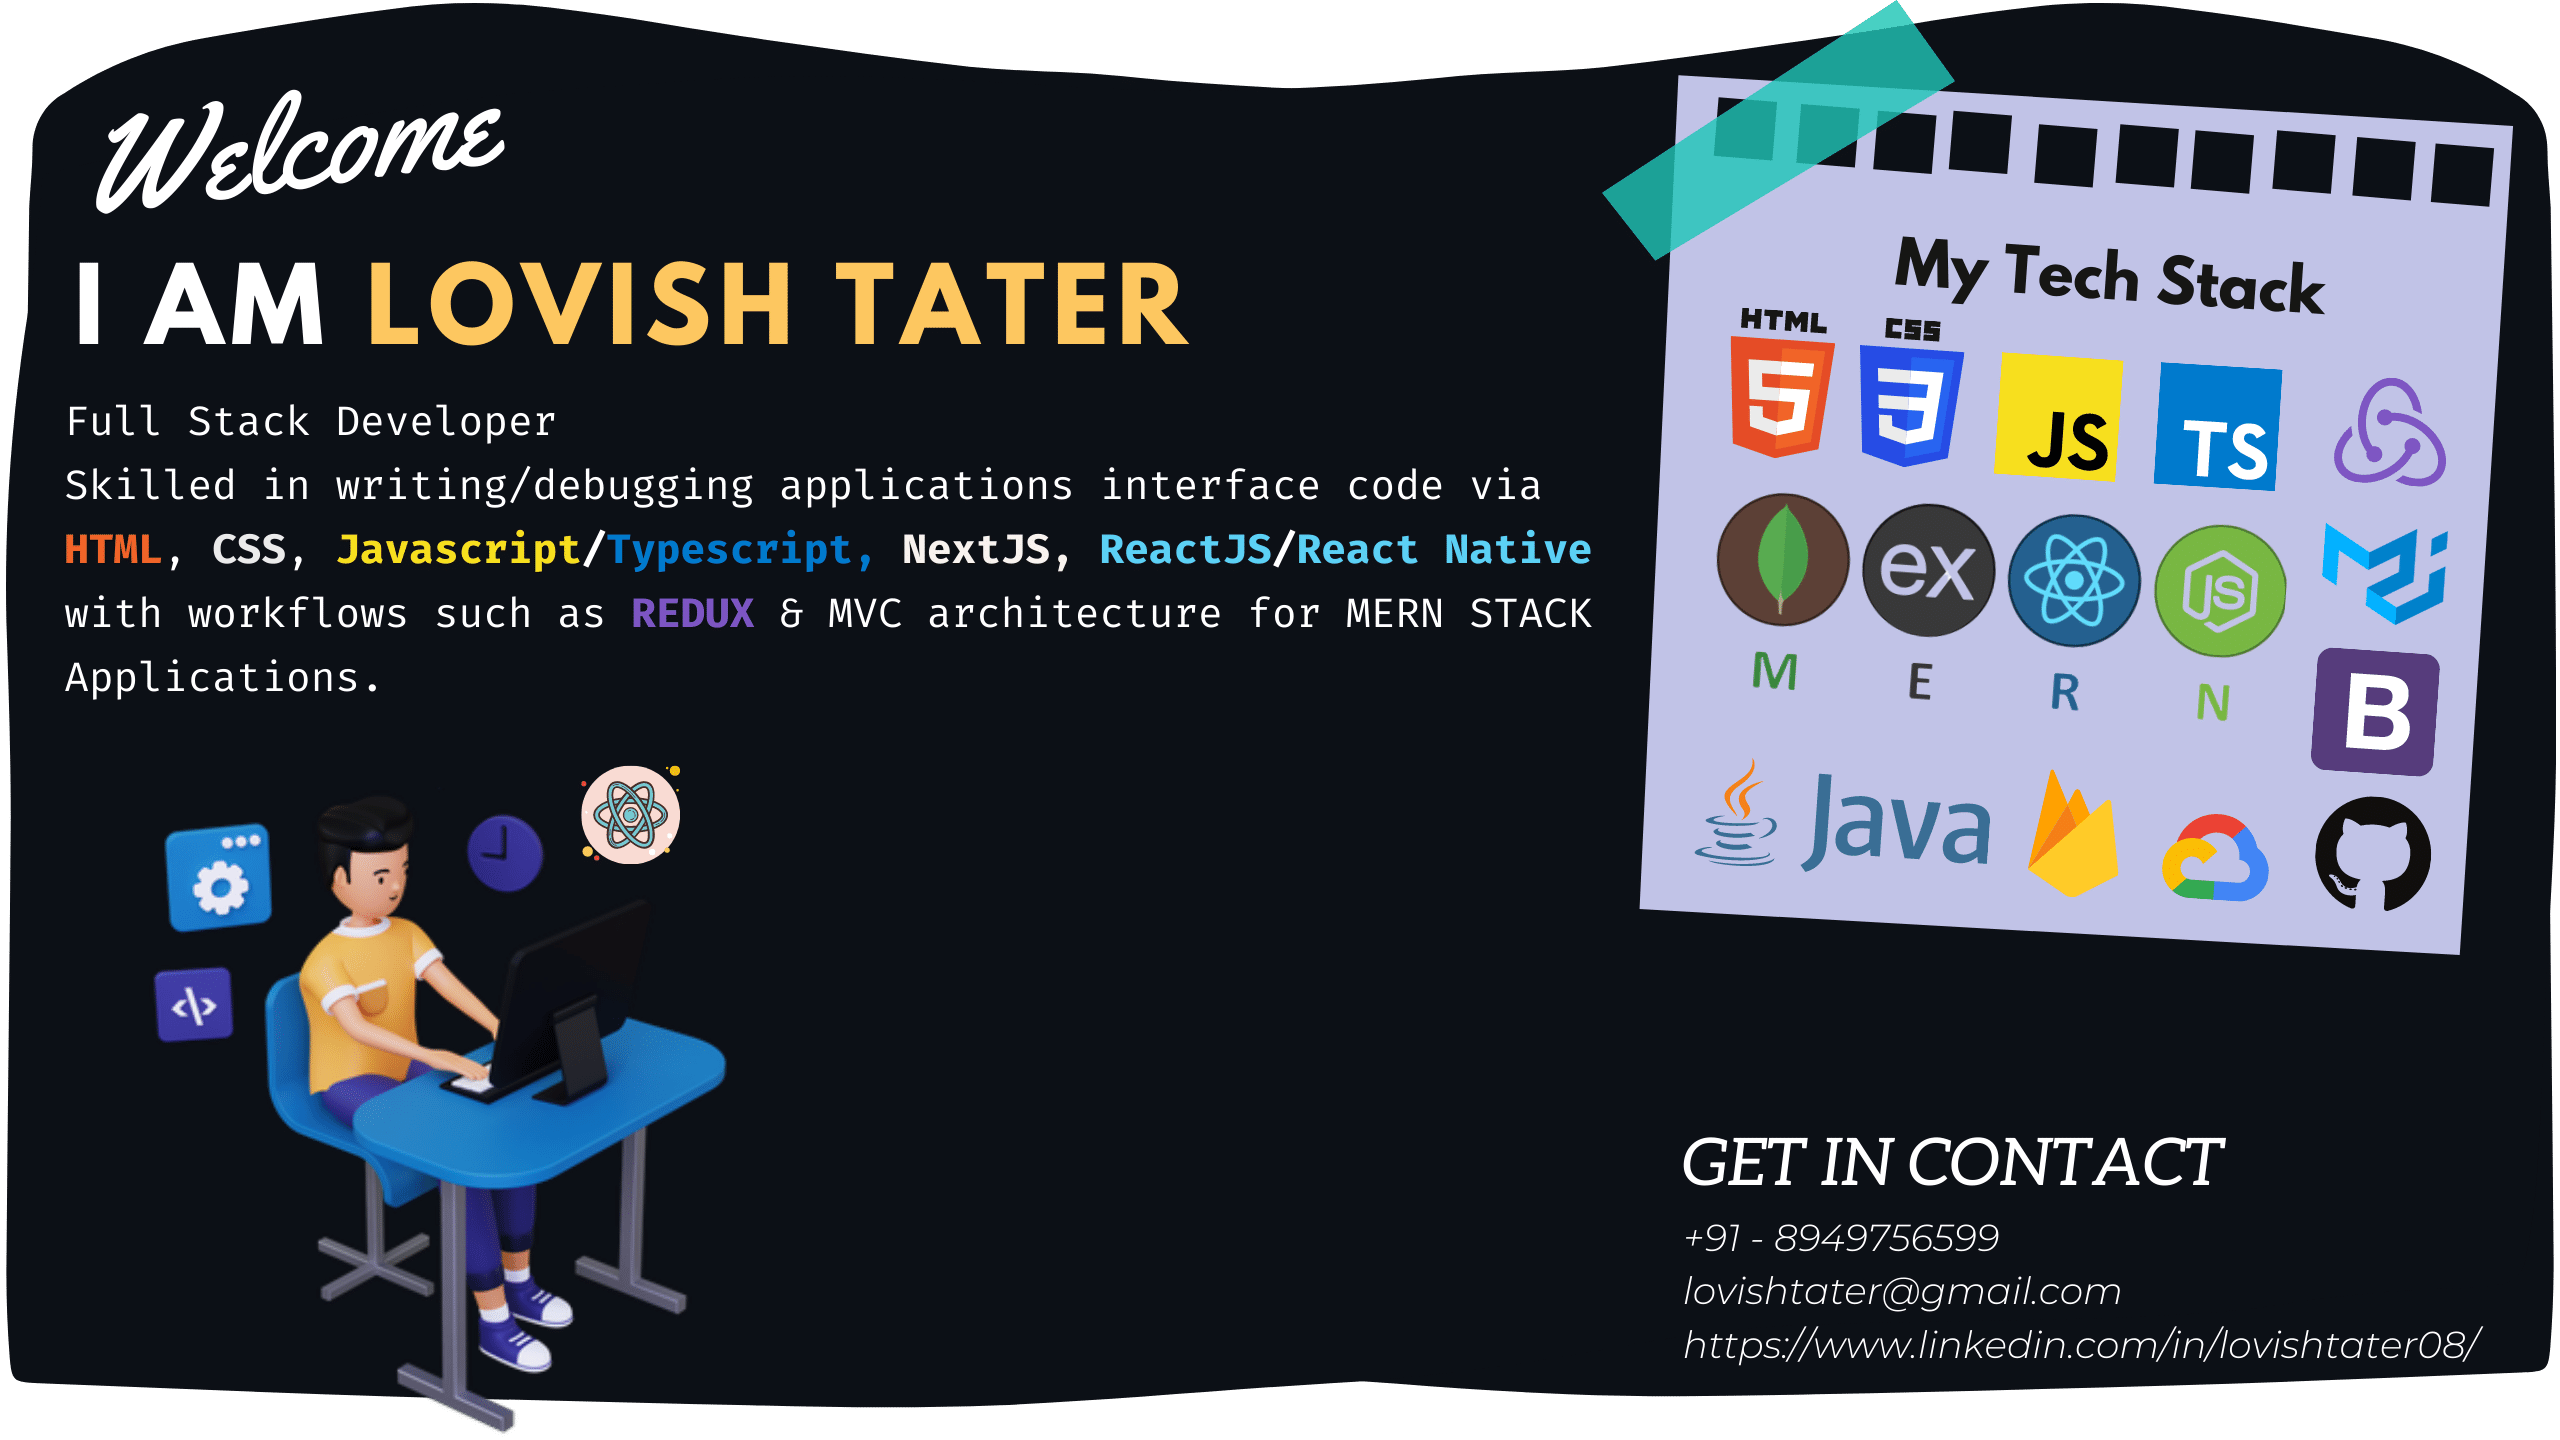 Welcome
I AM LOVISH TATER
Full Stack Developer
Skilled in writing/debugging applications interface code via
HTML, CSS, Javascript/Typescript, NextJS, ReactJS/React Native
with workflows such as REDUX & MVC architecture for MERN STACK
Applications.
My Tech Stack
HTML CSS
5 3 JS TS
ex JS
M E R N
B
Java
GET IN CONTACT
+91 - 8949756599
lovishtater@gmail.com
https://www.linkedin.com/in/lovishtater08/